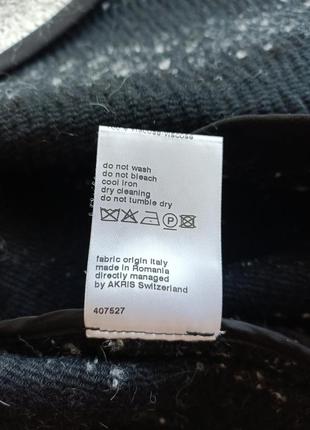 viscose
do not wash
do not bleach
cool iron
dry cleaning
do not tumble dry
P
fabric origin Italy
made in Romania
directly managed
by AKRIS Switzerland
407527